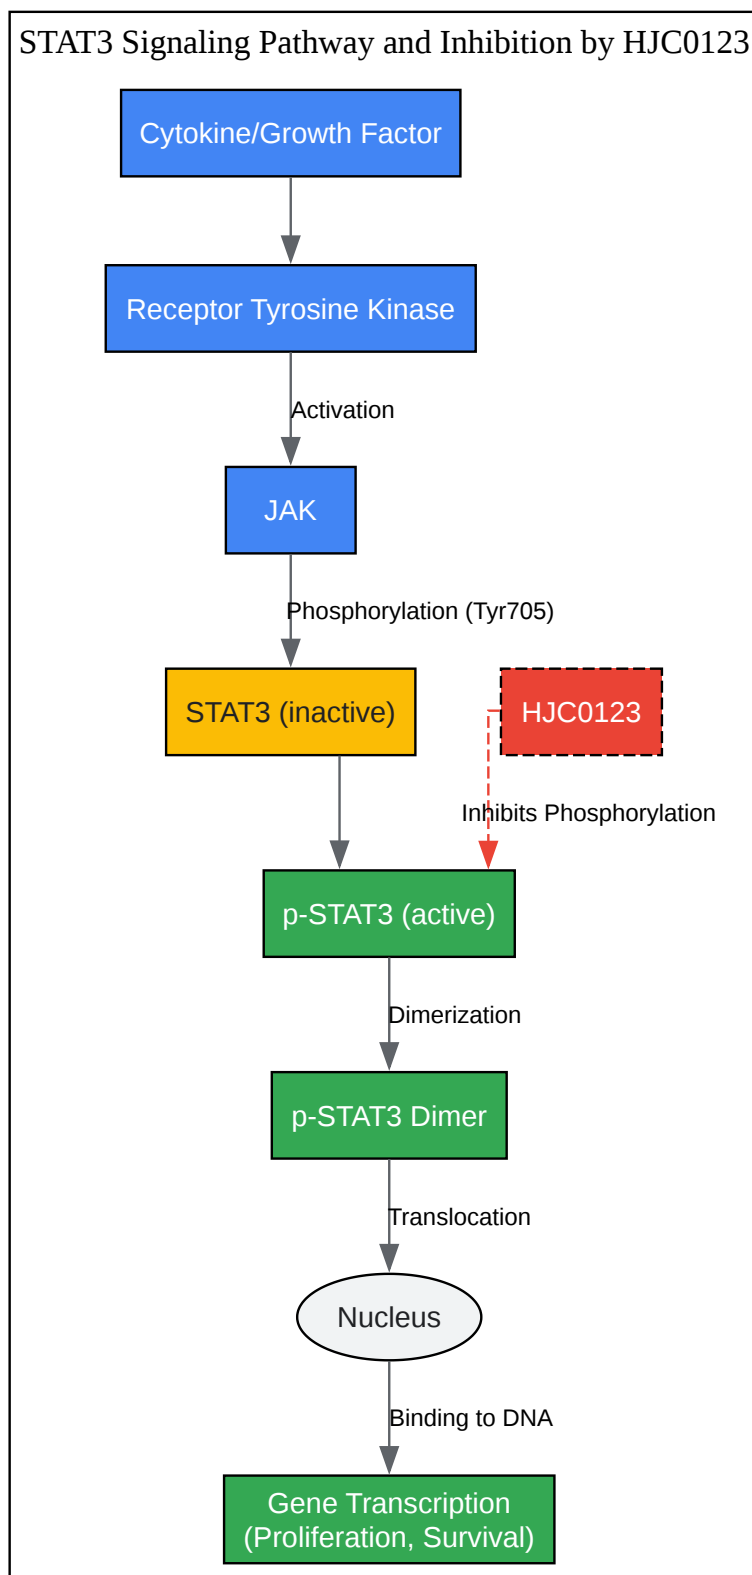 STAT3 Signaling Pathway and Inhibition by HJC0123
Cytokine/Growth Factor
Receptor Tyrosine Kinase
Activation
JAK
Phosphorylation (Tyr705)
STAT3 (inactive)
HJC0123
Inhibits Phosphorylation
p-STAT3 (active)
Dimerization
p-STAT3 Dimer
Translocation
Nucleus
Binding to DNA
Gene Transcription
(Proliferation, Survival)